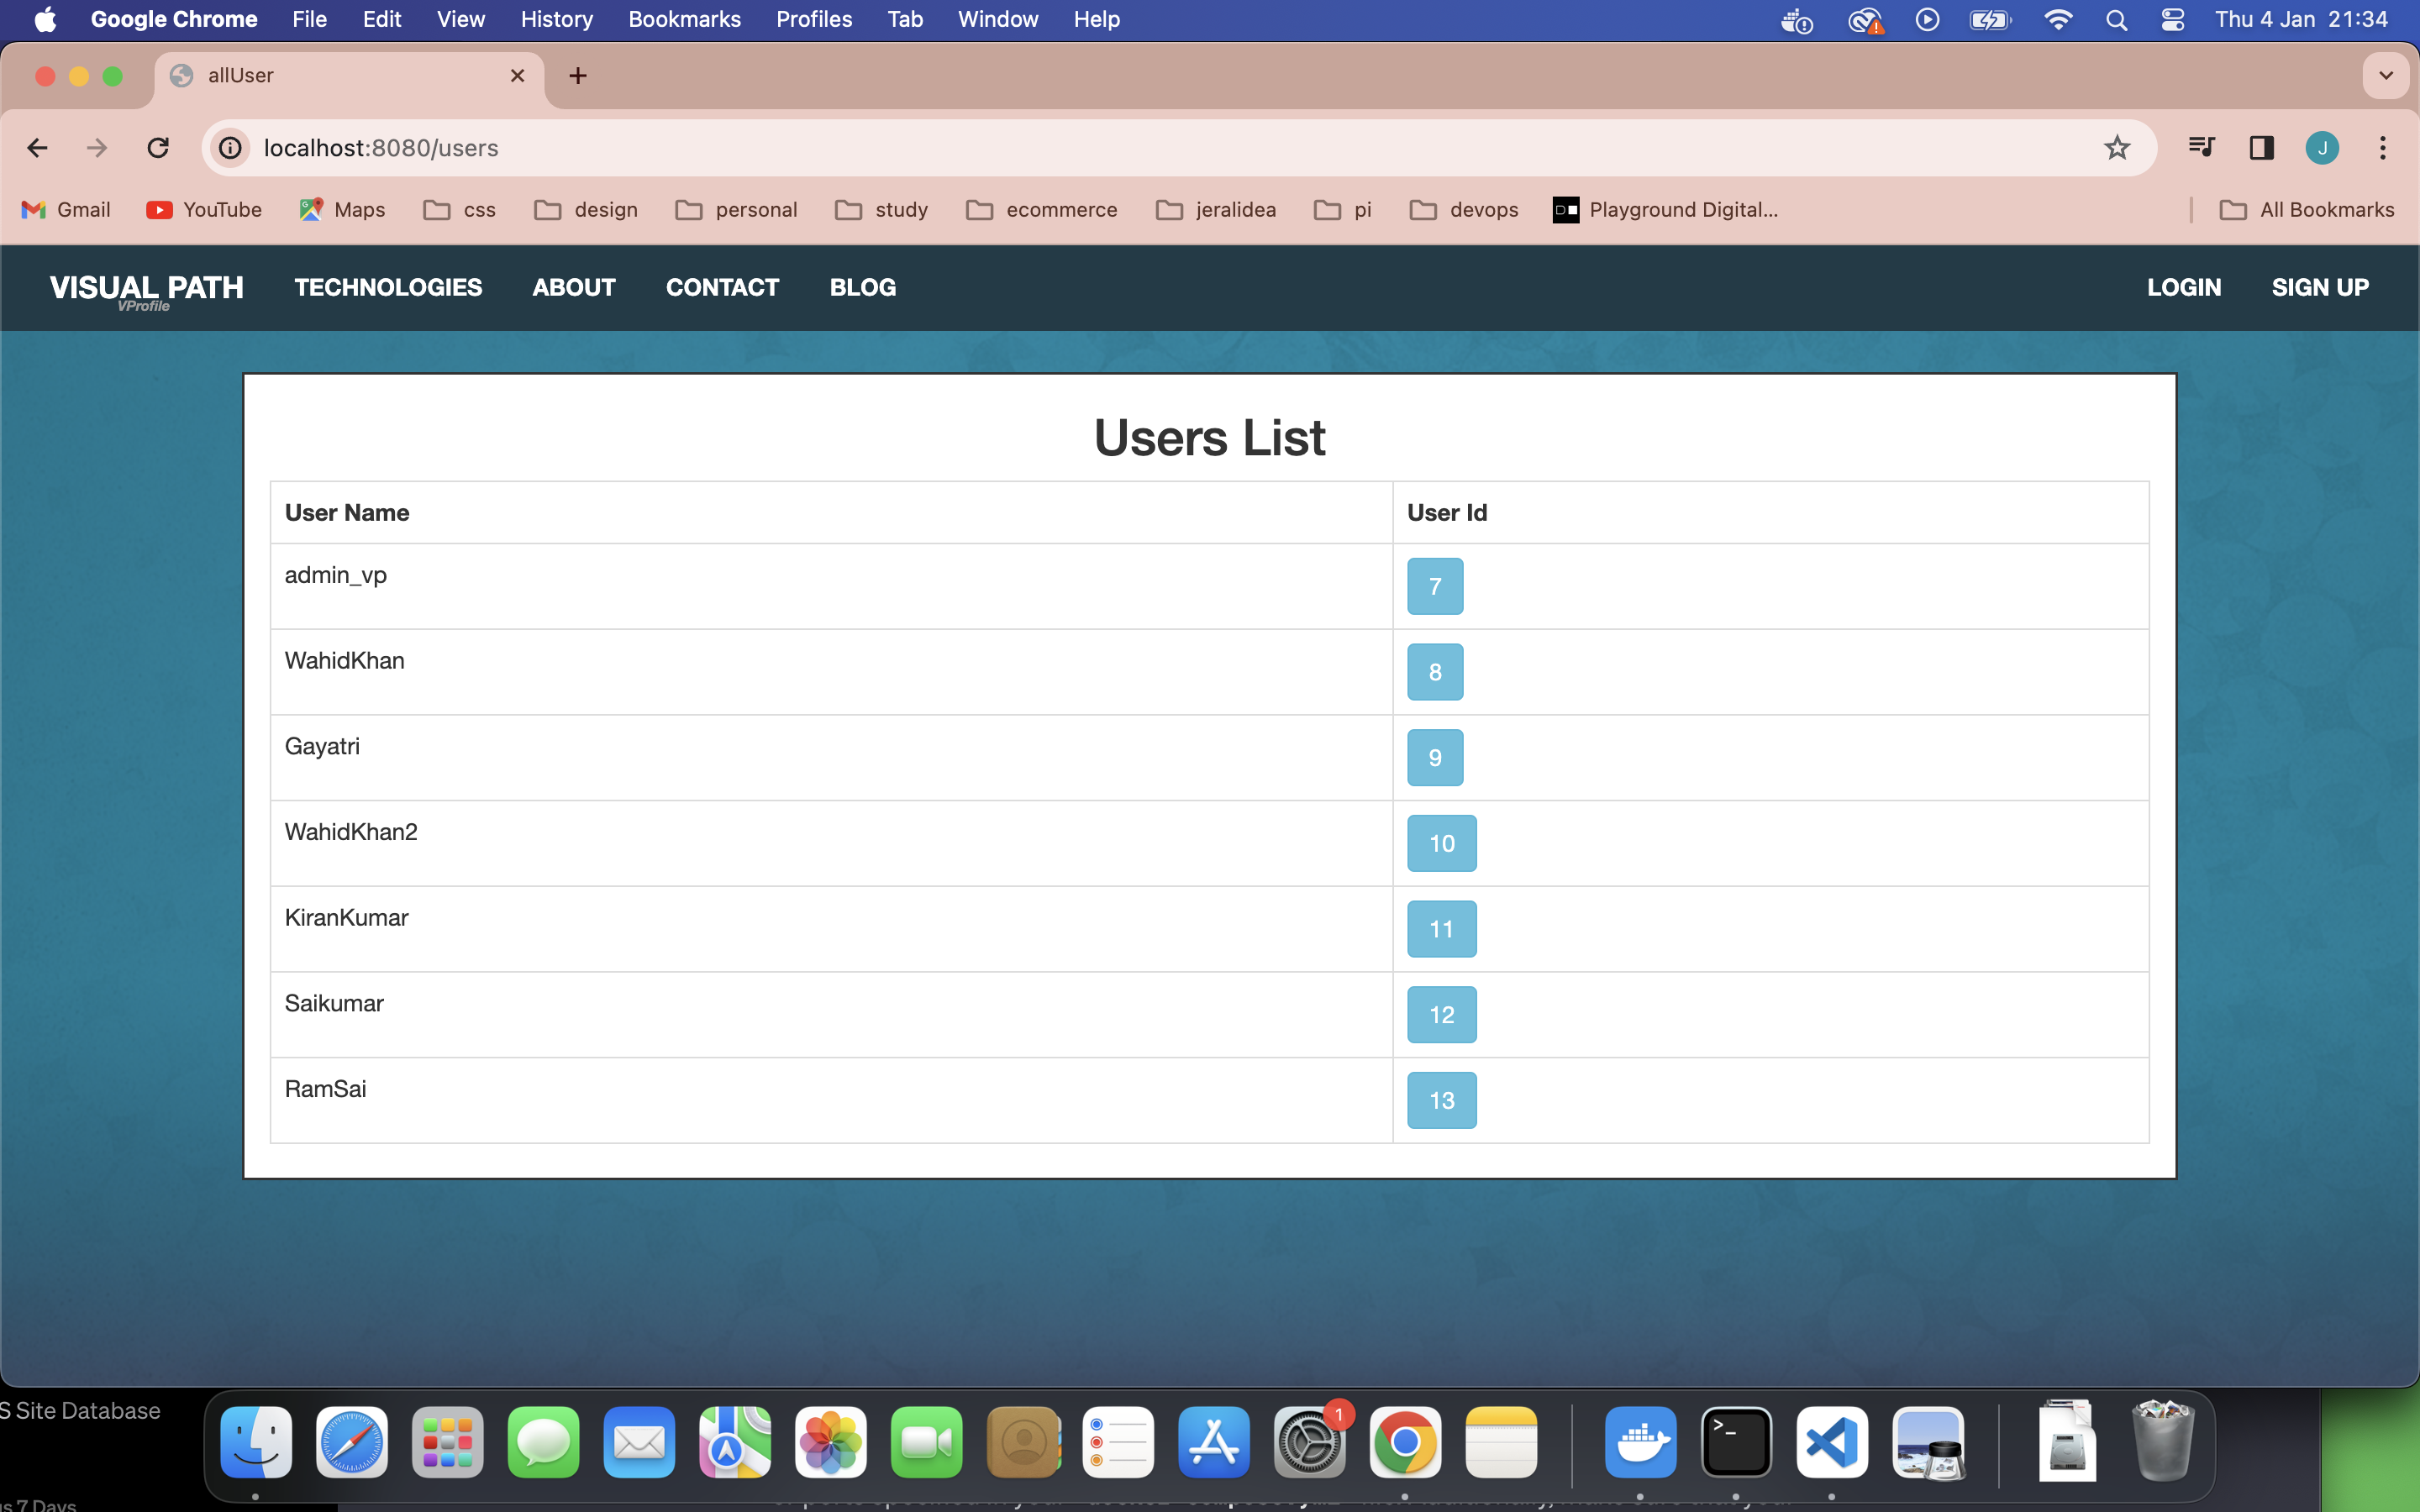 Google Chrome File Edit View History Bookmarks Profiles Tab Window Help Thu 4 Jan 21:34
allUser
localhost:8080/users
J
Gmail YouTube Maps css design personal study ecommerce jeralidea pi devops Playground Digital... All Bookmarks
VISUAL PATH TECHNOLOGIES ABOUT CONTACT BLOG LOGIN SIGN UP
VProfile
Users List
User Name User Id
admin_vp 7
WahidKhan 8
Gayatri 9
WahidKhan2 10
KiranKumar 11
Saikumar 12
RamSai 13
S Site Database
1
7 Days